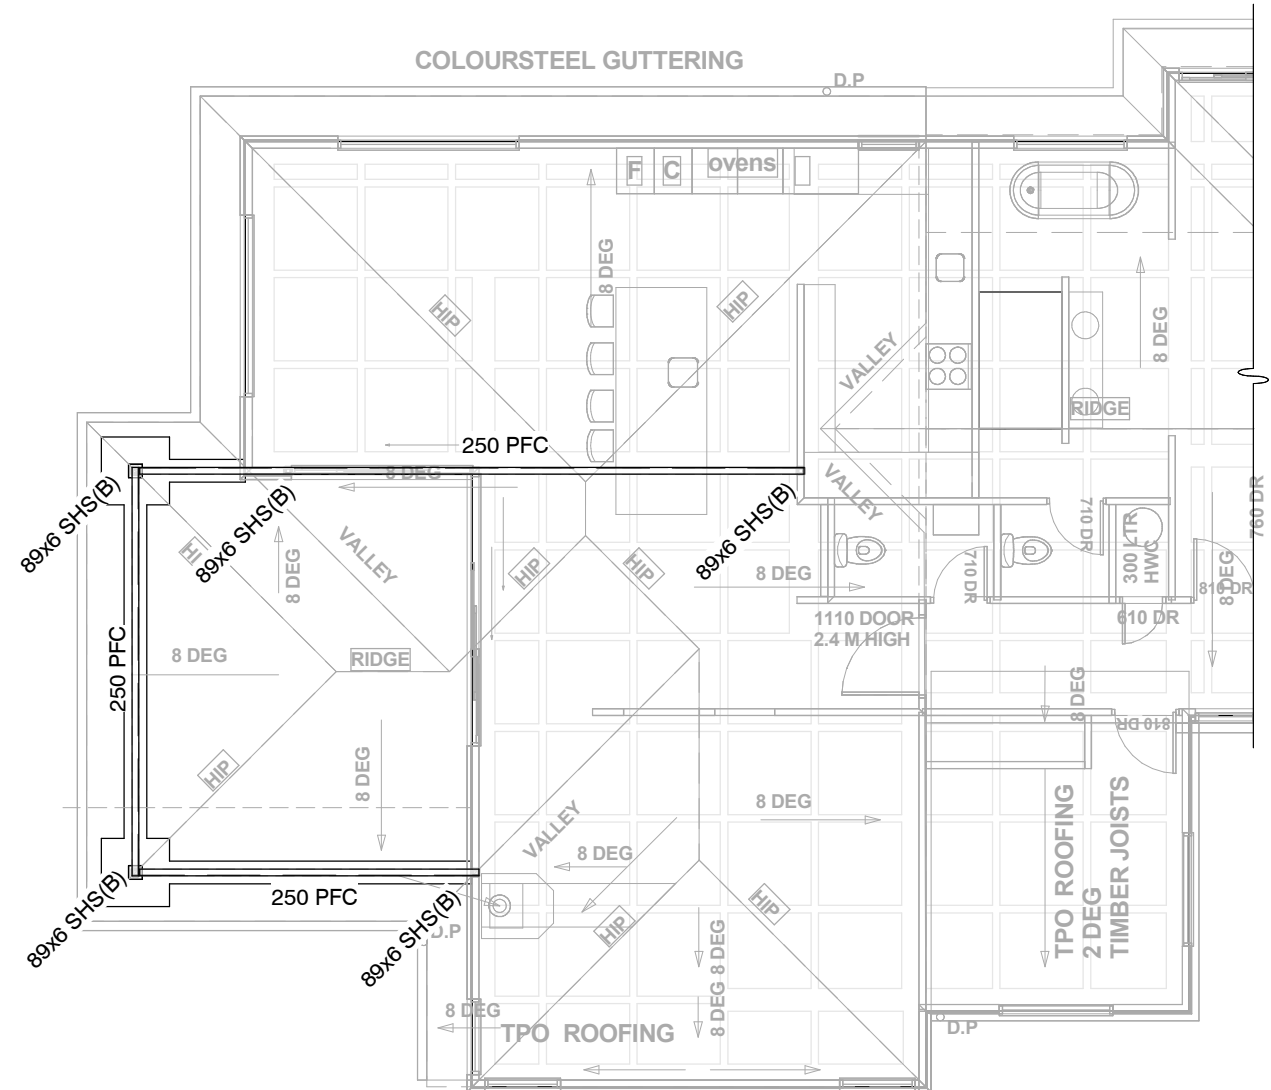 COLOURSTEEL GUTTERING
D.P
F
C
ovens
8 DEG
HIP
HIP
VALLEY
8 DEG
RIDGE
250 PFC
8 DEG
89x6 SHS(B)
89x6 SHS(B)
89x6 SHS(B)
VALLEY
710 DR
300 LTR
HWC
760 DR
VALLEY
8 DEG
HIP
HIP
8 DEG
710 DR
8 DEG
810 DR
1110 DOOR
2.4 M HIGH
610 DR
250 PFC
8 DEG
RIDGE
8 DEG
810 DR
HIP
8 DEG
8 DEG
VALLEY
8 DEG
TPO ROOFING
2 DEG
TIMBER JOISTS
250 PFC
89x6 SHS(B)
89x6 SHS(B)
HIP
HIP
D.P
8 DEG
8 DEG
8 DEG
TPO ROOFING
D.P